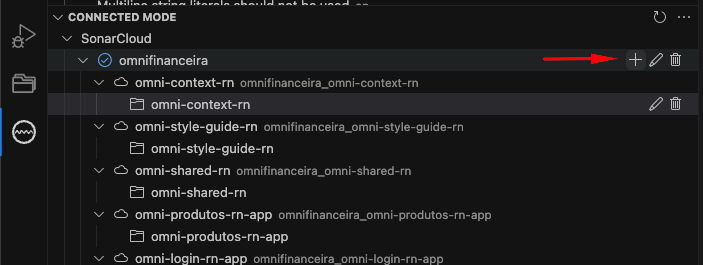 Multiline string literals should not be used
CONNECTED MODE
SonarCloud
omnifinanceira
omni-context-rn omnifinanceira_omni-context-rn
omni-context-rn
omni-style-guide-rn omnifinanceira_omni-style-guide-rn
omni-style-guide-rn
omni-shared-rn omnifinanceira_omni-shared-rn
omni-shared-rn
omni-produtos-rn-app omnifinanceira_omni-produtos-rn-app
omni-produtos-rn-app
omni-login-rn-app omnifinanceira_omni-login-rn-app